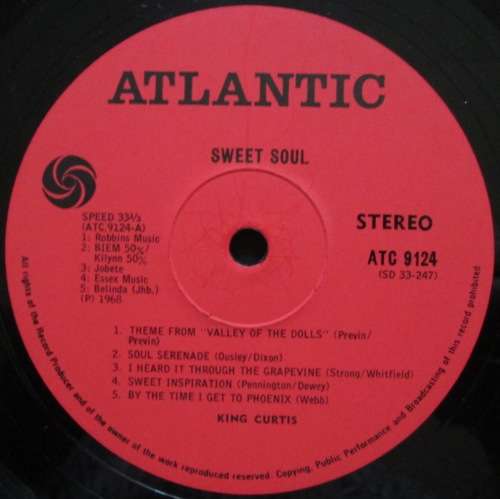 ATLANTIC
SWEET SOUL
SPEED 33⅓
(ATC.9124-A)
1: Robbins Music
2: BIEM 50%/
Kilynn 50%
3: Jobete
4: Essex Music
5: Belinda (Jhb.)
(P) 1968
STEREO
ATC 9124
(SD 33-247)
1. THEME FROM "VALLEY OF THE DOLLS" (Previn/
Previn)
2. SOUL SERENADE (Ousley/Dixon)
3. I HEARD IT THROUGH THE GRAPEVINE (Strong/Whitfield)
4. SWEET INSPIRATION (Pennington/Dewey)
5. BY THE TIME I GET TO PHOENIX (Webb)
KING CURTIS
All rights of the Record Producer and of the owner of the work reproduced reserved. Copying, Public Performance and Broadcasting of this record prohibited